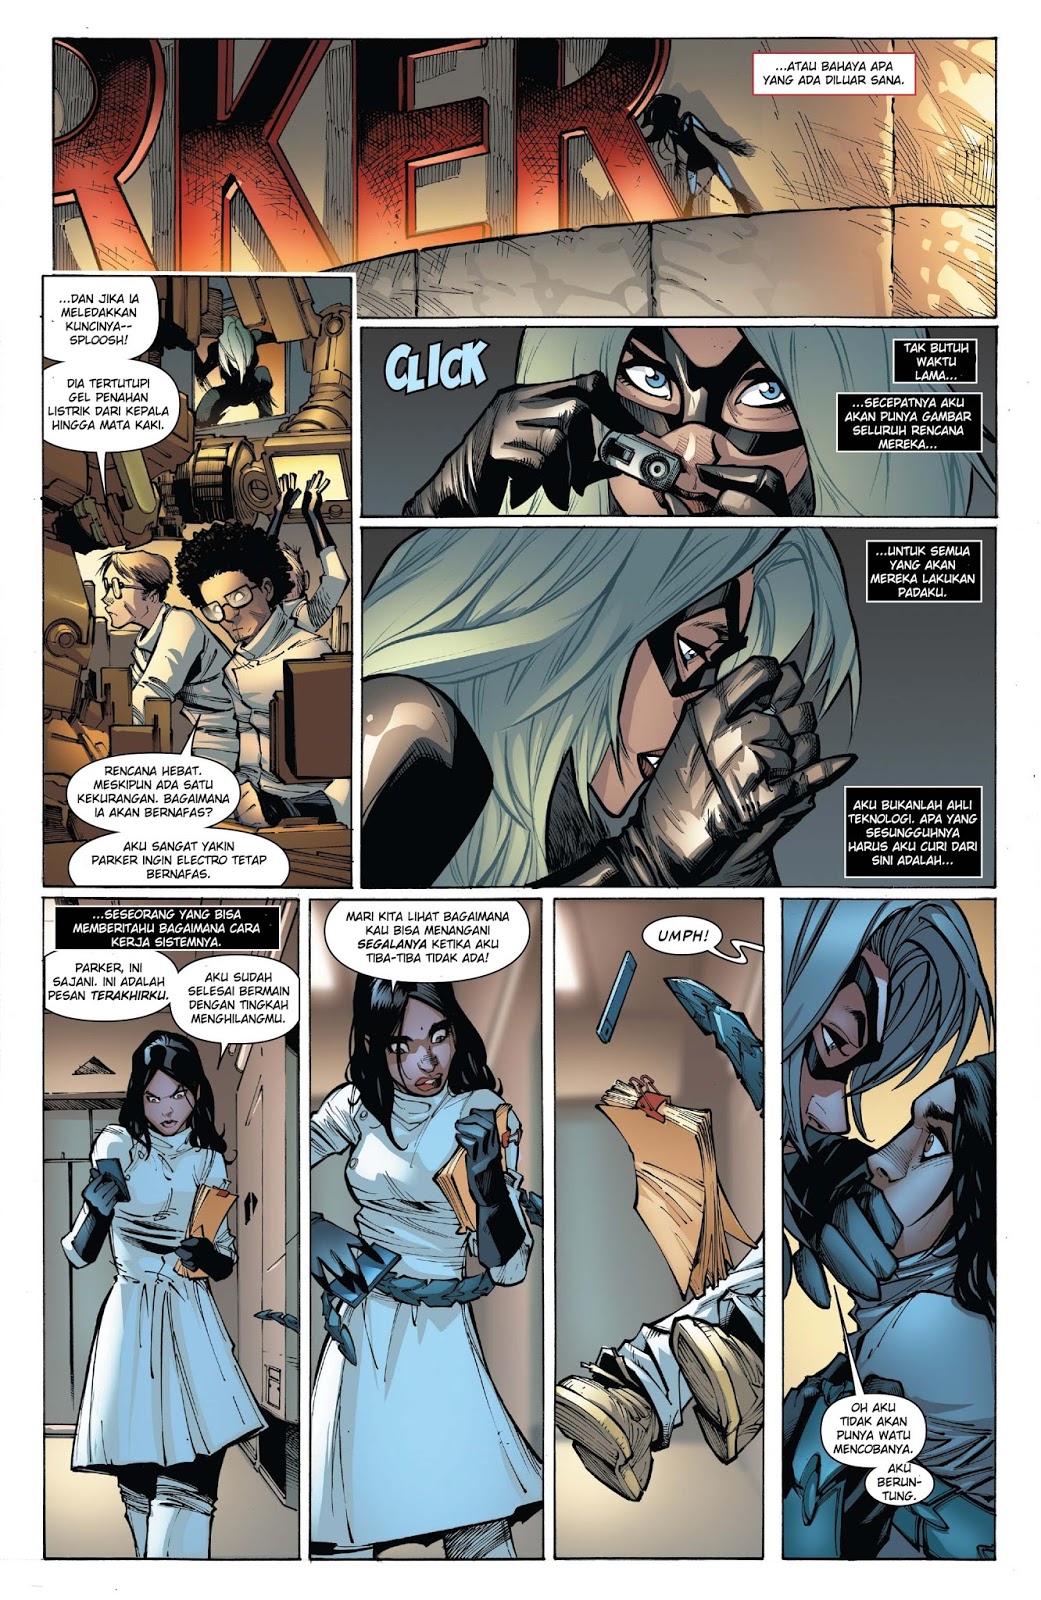 RKER
...ATAU BAHAYA APA
YANG ADA DILUAR SANA.
...DAN JIKA IA
MELEDAKKAN
KUNCINYA--
SPLOOSH!
DIA TERTUTUPI
GEL PENAHAN
LISTRIK DARI KEPALA
HINGGA MATA KAKI.
RENCANA HEBAT.
MESKIPUN ADA SATU
KEKURANGAN. BAGAIMANA
IA AKAN BERNAFAS?
AKU SANGAT YAKIN
PARKER INGIN ELECTRO TETAP
BERNAFAS.
CLICK
TAK BUTUH
WAKTU
LAMA...
...SECEPATNYA AKU
AKAN PUNYA GAMBAR
SELURUH RENCANA
MEREKA...
...UNTUK SEMUA
YANG AKAN
MEREKA LAKUKAN
PADAKU.
AKU BUKANLAH AHLI
TEKNOLOGI. APA YANG
SESUNGGUHNYA
HARUS AKU CURI DARI
SINI ADALAH...
...SESEORANG YANG BISA
MEMBERITAHU BAGAIMANA CARA
KERJA SISTEMNYA.
PARKER, INI
SAJANI. INI ADALAH
PESAN TERAKHIRKU.
AKU SUDAH
SELESAI BERMAIN
DENGAN TINGKAH
MENGHILANGMU.
MARI KITA LIHAT BAGAIMANA
KAU BISA MENANGANI
SEGALANYA KETIKA AKU
TIBA-TIBA TIDAK ADA!
UMPH!
OH AKU
TIDAK AKAN
PUNYA WATU
MENCOBANYA.
AKU
BERUN-
TUNG.